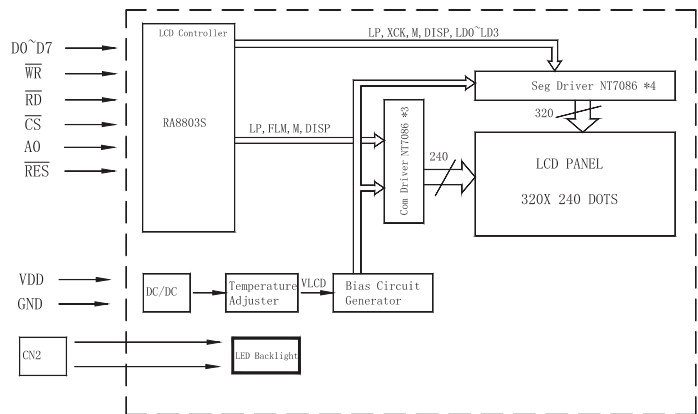 LCD Controller
RA8803S
D0~D7
WR
RD
CS
A0
RES
LP, XCK, M, DISP, LD0~LD3
Seg Driver NT7086 *4
320
LP, FLM, M, DISP
Com Driver NT7086 *3
240
LCD PANEL
320X 240 DOTS
VDD
GND
DC/DC
Temperature
Adjuster
VLCD
Bias Circuit
Generator
CN2
LED Backlight